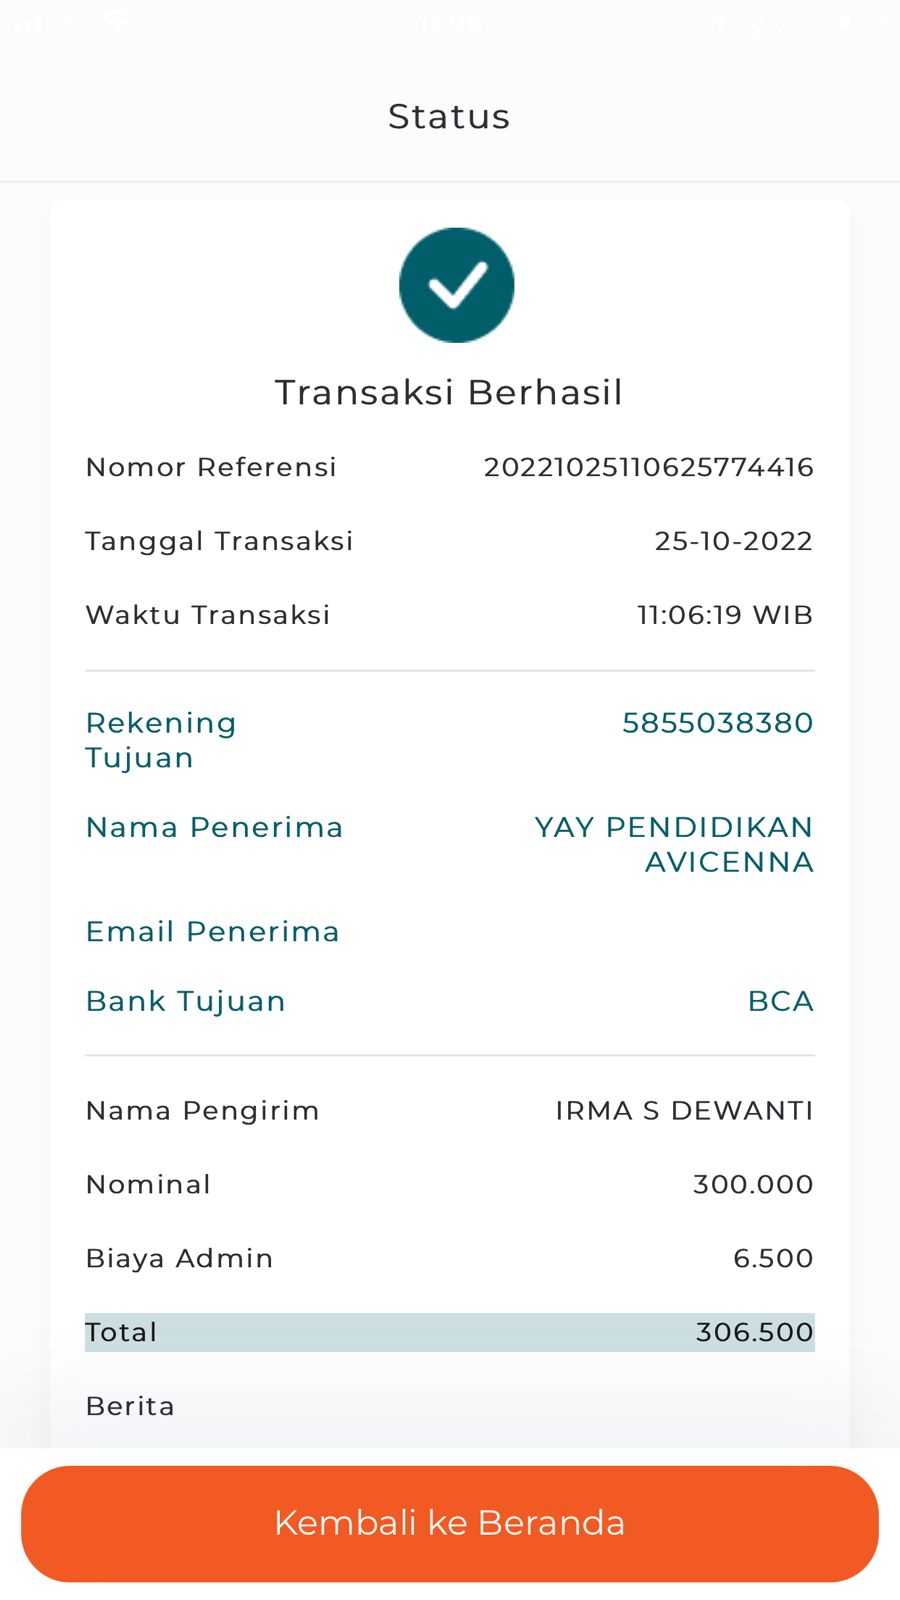 11:06
27%
Status
Transaksi Berhasil
Nomor Referensi 20221025110625774416
Tanggal Transaksi 25-10-2022
Waktu Transaksi 11:06:19 WIB
Rekening 5855038380
Tujuan
Nama Penerima YAY PENDIDIKAN
AVICENNA
Email Penerima
Bank Tujuan BCA
Nama Pengirim IRMA S DEWANTI
Nominal 300.000
Biaya Admin 6.500
Total 306.500
Berita
Kembali ke Beranda